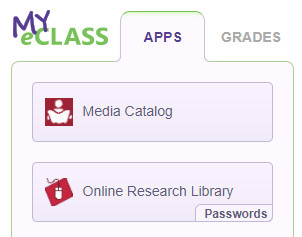 MY
eCLASS
APPS
GRADES
Media Catalog
Online Research Library
Passwords